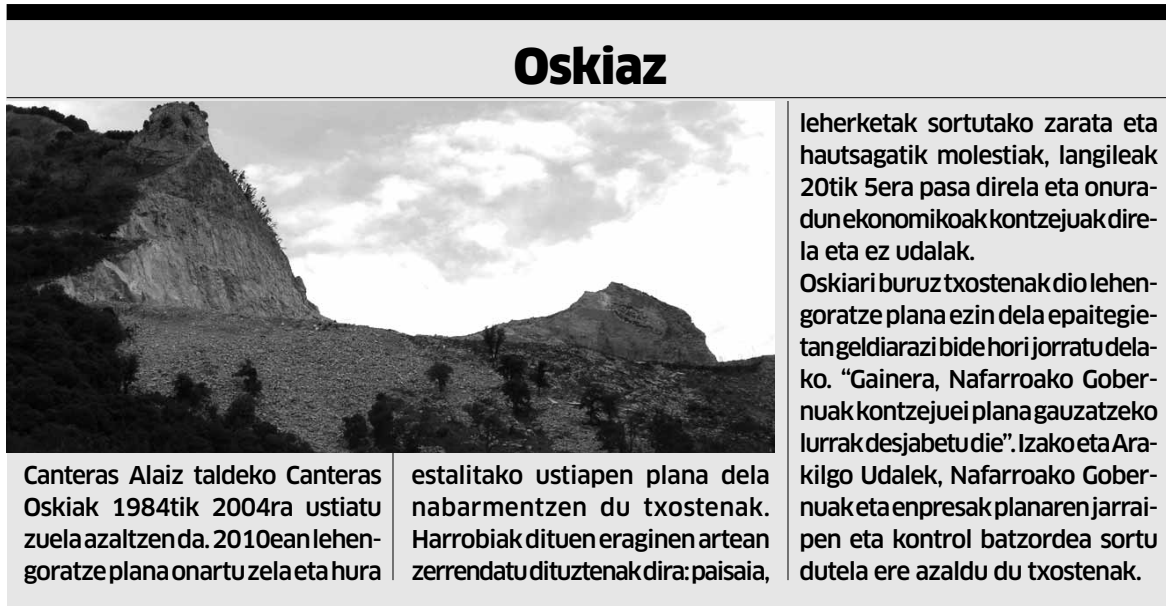 Oskiaz
Canteras Alaiz taldeko Canteras
Oskiak 1984tik 2004ra ustiatu
zuela azaltzen da. 2010ean lehen-
goratze plana onartu zela eta hura
estalitako ustiapen plana dela
nabarmentzen du txostenak.
Harrobiak dituen eraginen artean
zerrendatu dituztenak dira: paisaia,
leherketak sortutako zarata eta
hautsagatik molestiak, langileak
20tik 5era pasa direla eta onura-
dun ekonomikoak kontzejuak dire-
la eta ez udalak.
Oskiari buruz txostenak dio lehen-
goratze plana ezin dela epaitegie-
tan geldiarazi bide hori jorratu dela-
ko. “Gainera, Nafarroako Gober-
nuak kontzejuei plana gauzatzeko
lurrak desjabetu die”. Izako eta Ara-
kilgo Udalek, Nafarroako Gober-
nuak eta enpresak planaren jarrai-
pen eta kontrol batzordea sortu
dutela ere azaldu du txostenak.